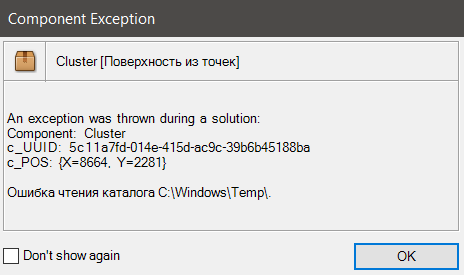 Component Exception
Cluster [Поверхность из точек]
An exception was thrown during a solution:
Component: Cluster
c_UUID: 5c11a7fd-014e-415d-ac9c-39b6b45188ba
c_POS: {X=8664, Y=2281}
Ошибка чтения каталога C:\Windows\Temp\.
Don't show again
OK